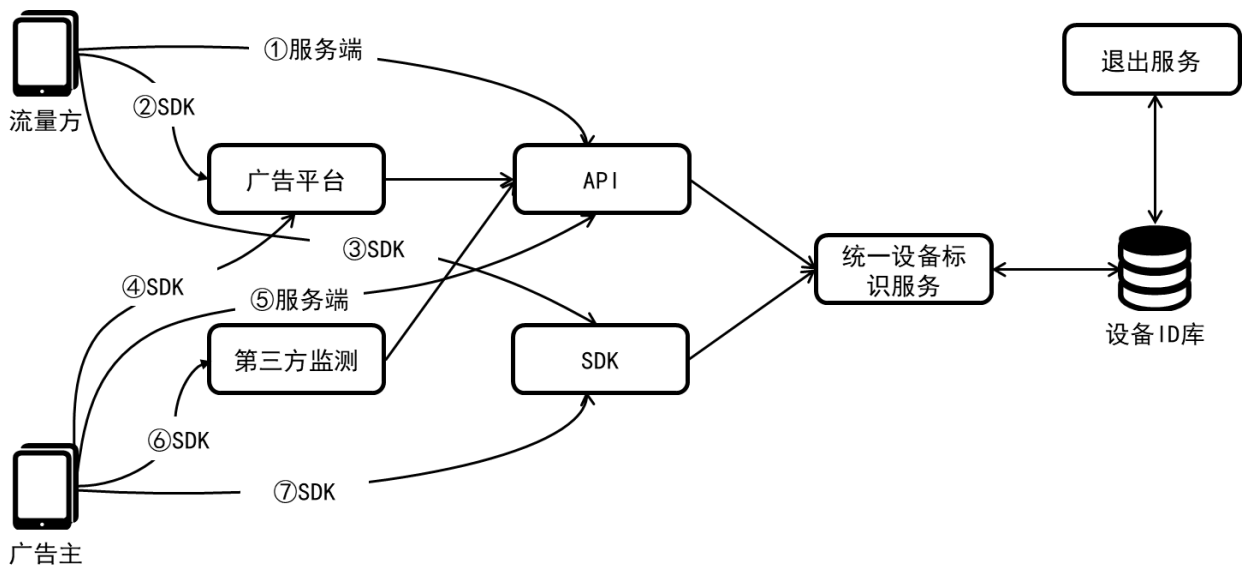 ①服务端
退出服务
②SDK
流量方
广告平台
API
③SDK
统一设备标
识服务
④SDK
⑤服务端
设备ID库
第三方监测
SDK
⑥SDK
⑦SDK
广告主